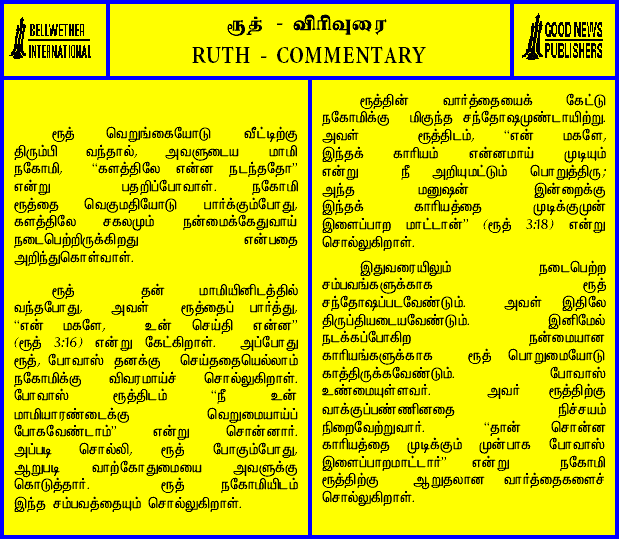 BELLWETHER
INTERNATIONAL
ரூத் - விரிவுரை
RUTH - COMMENTARY
GOOD NEWS
PUBLISHERS
ரூத் வெறுங்கையோடு வீட்டிற்கு
திரும்பி வந்தால், அவளுடைய மாமி
நகோமி, “களத்திலே என்ன நடந்ததோ”
என்று பதறிப்போவாள். நகோமி
ரூத்தை வெகுமதியோடு பார்க்கும்போது,
களத்திலே சகலமும் நன்மைக்கேதுவாய்
நடைபெற்றிருக்கிறது என்பதை
அறிந்துகொள்வாள்.
ரூத் தன் மாமியினிடத்தில்
வந்தபோது, அவள் ரூத்தைப் பார்த்து,
“என் மகளே, உன் செய்தி என்ன”
(ரூத் 3:16) என்று கேட்கிறாள். அப்போது
ரூத், போவாஸ் தனக்கு செய்ததையெல்லாம்
நகோமிக்கு விவரமாய்ச் சொல்லுகிறாள்.
போவாஸ் ரூத்திடம் “நீ உன்
மாமியாரண்டைக்கு வெறுமையாய்ப்
போகவேண்டாம்” என்று சொன்னார்.
அப்படி சொல்லி, ரூத் போகும்போது,
ஆறுபடி வாற்கோதுமையை அவளுக்கு
கொடுத்தார். ரூத் நகோமியிடம்
இந்த சம்பவத்தையும் சொல்லுகிறாள்.
ரூத்தின் வார்த்தையைக் கேட்டு
நகோமிக்கு மிகுந்த சந்தோஷமுண்டாயிற்று.
அவள் ரூத்திடம், “என் மகளே,
இந்தக் காரியம் என்னமாய் முடியும்
என்று நீ அறியுமட்டும் பொறுத்திரு;
அந்த மனுஷன் இன்றைக்கு
இந்தக் காரியத்தை முடிக்குமுன்
இளைப்பாற மாட்டான்” (ரூத் 3:18) என்று
சொல்லுகிறாள்.
இதுவரையிலும் நடைபெற்ற
சம்பவங்களுக்காக ரூத்
சந்தோஷப்படவேண்டும். அவள் இதிலே
திருப்தியடையவேண்டும். இனிமேல்
நடக்கப்போகிற நன்மையான
காரியங்களுக்காக ரூத் பொறுமையோடு
காத்திருக்கவேண்டும். போவாஸ்
உண்மையுள்ளவர். அவர் ரூத்திற்கு
வாக்குப்பண்ணினதை நிச்சயம்
நிறைவேற்றுவார். “தான் சொன்ன
காரியத்தை முடிக்கும் முன்பாக போவாஸ்
இளைப்பாறமாட்டார்” என்று நகோமி
ரூத்திற்கு ஆறுதலான வார்த்தைகளைச்
சொல்லுகிறாள்.